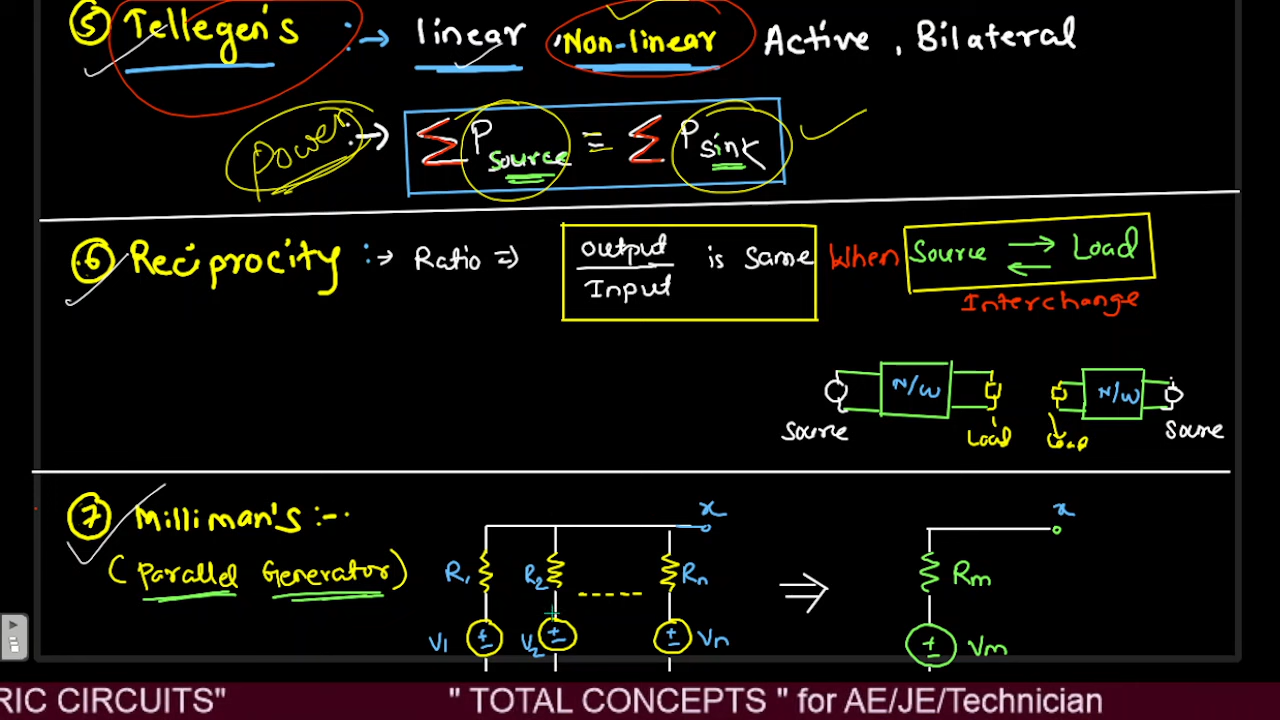 ⑤ Tellegen's :→ linear, Non-linear Active, Bilateral
Power :→ ∑ P source = ∑ P sink
⑥ Reciprocity :→ Ratio ⇒ output is same When Source → Load
Input ←
Interchange
N/W N/W
Source Load Load Source
⑦ Milliman's :-
x x
(Parallel Generator) R1 R2 ----- Rn ⇒ Rm
V1 V2 Vn Vm
RIC CIRCUITS" " TOTAL CONCEPTS " for AE/JE/Technician